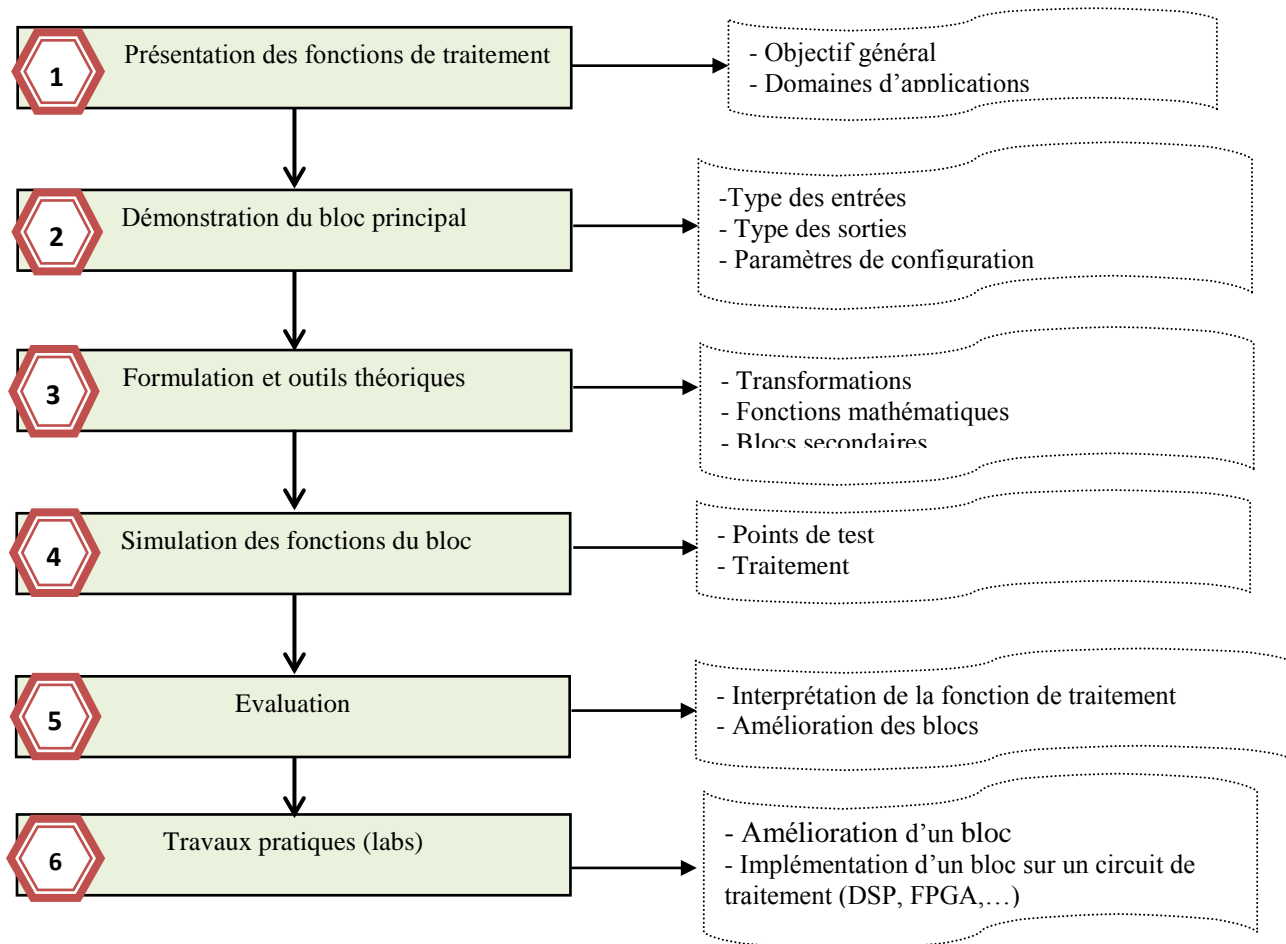 1
Présentation des fonctions de traitement
- Objectif général
- Domaines d'applications
2
Démonstration du bloc principal
-Type des entrées
- Type des sorties
- Paramètres de configuration
3
Formulation et outils théoriques
- Transformations
- Fonctions mathématiques
- Blocs secondaires
4
Simulation des fonctions du bloc
- Points de test
- Traitement
5
Evaluation
- Interprétation de la fonction de traitement
- Amélioration des blocs
6
Travaux pratiques (labs)
- Amélioration d'un bloc
- Implémentation d'un bloc sur un circuit de
traitement (DSP, FPGA,…)